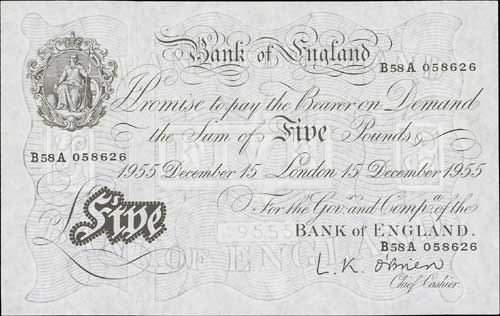 Bank of England
B58A 058626
I Promise to pay the Bearer on Demand
the Sum of Five Pounds
B58A 058626
1955 December 15 London 15 December 1955
For the Gov.r and Comp.a of the
Five
BANK OF ENGLAND.
B58A 058626
L. K. O'Brien
Chief Cashier.